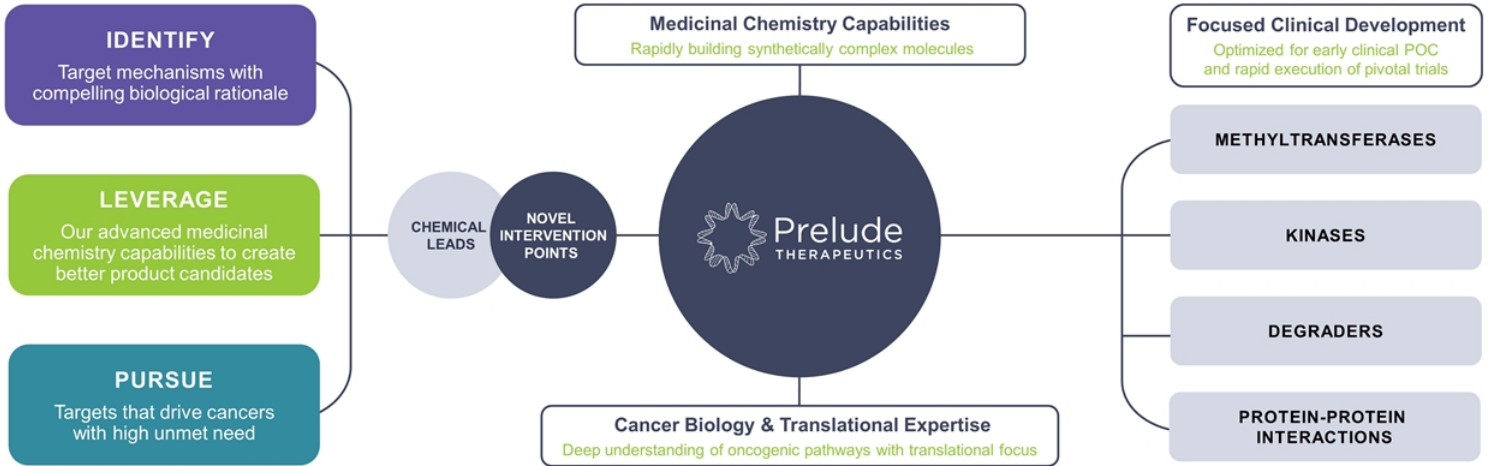 IDENTIFY
Target mechanisms with
compelling biological rationale
LEVERAGE
Our advanced medicinal
chemistry capabilities to create
better product candidates
PURSUE
Targets that drive cancers
with high unmet need
CHEMICAL
LEADS
NOVEL
INTERVENTION
POINTS
Medicinal Chemistry Capabilities
Rapidly building synthetically complex molecules
Prelude
THERAPEUTICS
Cancer Biology & Translational Expertise
Deep understanding of oncogenic pathways with translational focus
Focused Clinical Development
Optimized for early clinical POC
and rapid execution of pivotal trials
METHYLTRANSFERASES
KINASES
DEGRADERS
PROTEIN-PROTEIN
INTERACTIONS